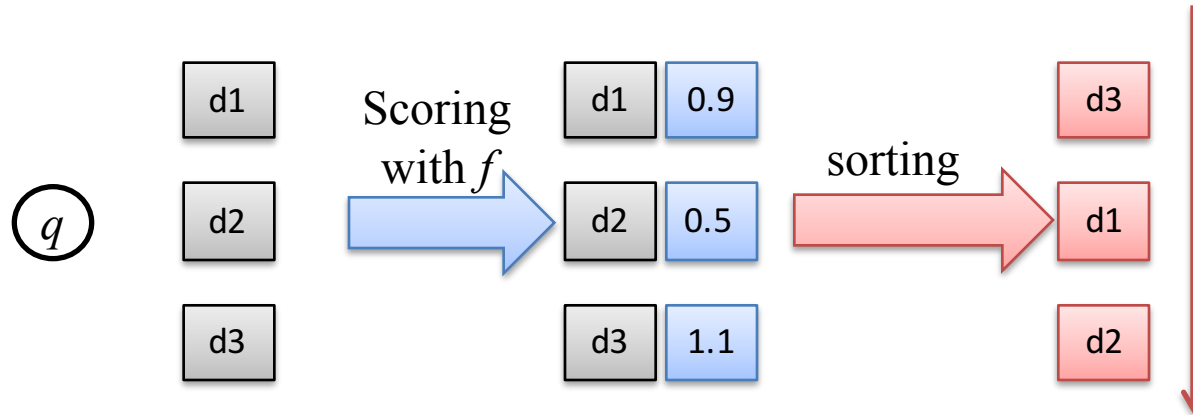 q
d1
d2
d3
Scoring
with f
d1 0.9
d2 0.5
d3 1.1
sorting
d3
d1
d2